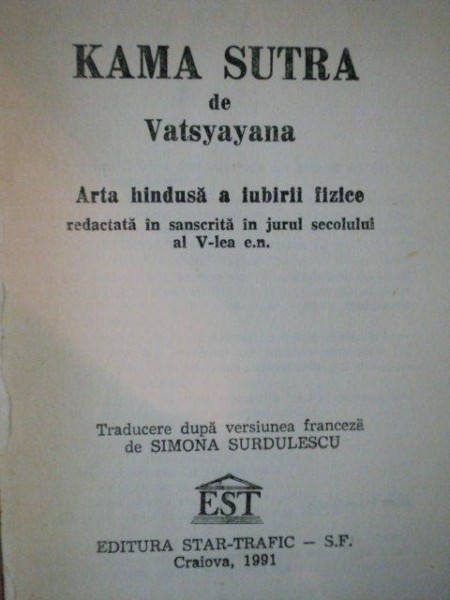 KAMA SUTRA
de
Vatsyayana
Arta hindusă a iubirii fizice
redactată în sanscrită în jurul secolului
al V-lea e.n.
Traducere după versiunea franceză
de SIMONA SURDULESCU
EST
EDITURA STAR-TRAFIC — S.F.
Craiova, 1991